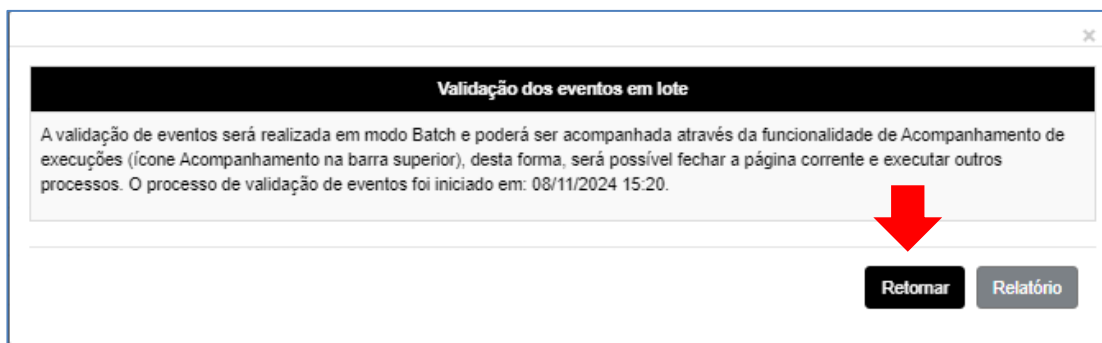 ×
Validação dos eventos em lote
A validação de eventos será realizada em modo Batch e poderá ser acompanhada através da funcionalidade de Acompanhamento de
execuções (ícone Acompanhamento na barra superior), desta forma, será possível fechar a página corrente e executar outros
processos. O processo de validação de eventos foi iniciado em: 08/11/2024 15:20.
Retornar Relatório